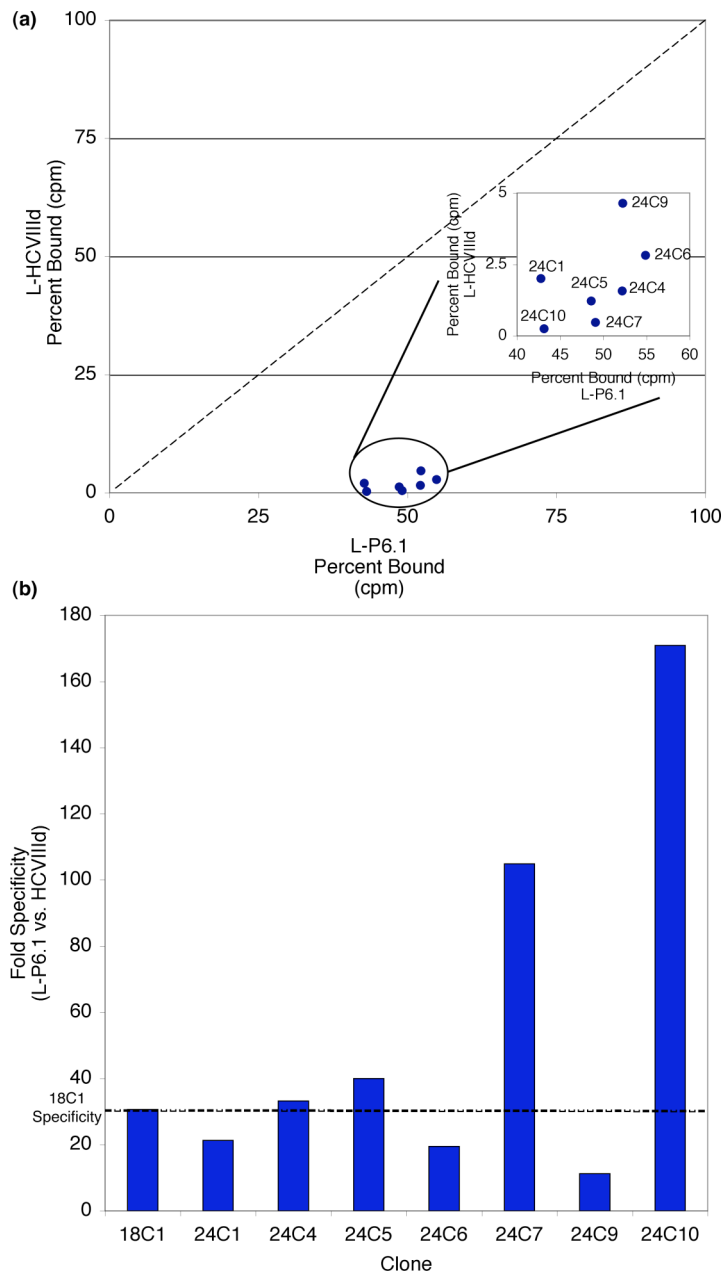 (a)
100
75
50
25
0
L-HCVIIId
Percent Bound (cpm)
0
25
50
75
100
L-P6.1
Percent Bound
(cpm)
5
2.5
0
Percent Bound (cpm)
L-HCVIIId
24C9
24C6
24C1
24C5
24C4
24C10
24C7
40
45
50
55
60
Percent Bound (cpm)
L-P6.1
(b)
180
160
140
120
100
80
60
40
20
0
Fold Specificity
(L-P6.1 vs. HCVIIId)
18C1
Specificity
18C1
24C1
24C4
24C5
24C6
24C7
24C9
24C10
Clone